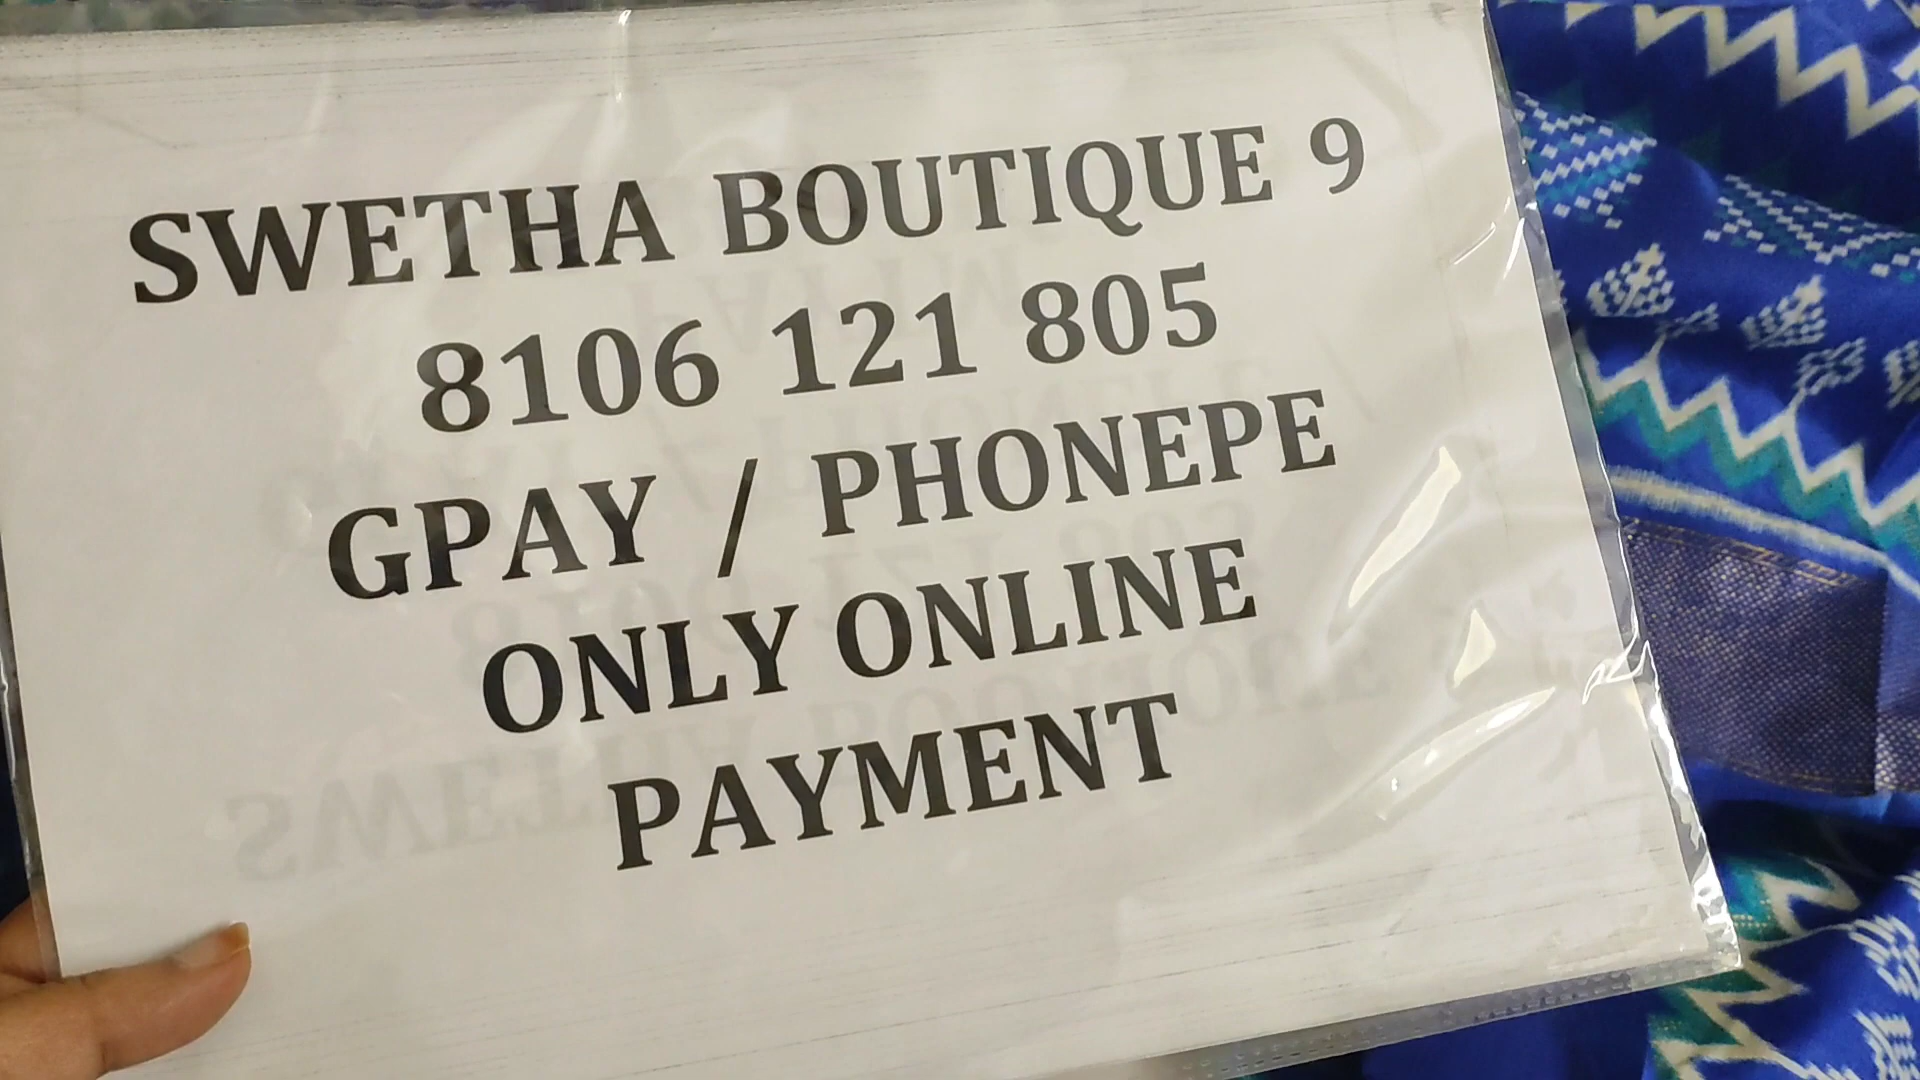 SWETHA BOUTIQUE 9
8106 121 805
GPAY / PHONEPE
ONLY ONLINE
PAYMENT